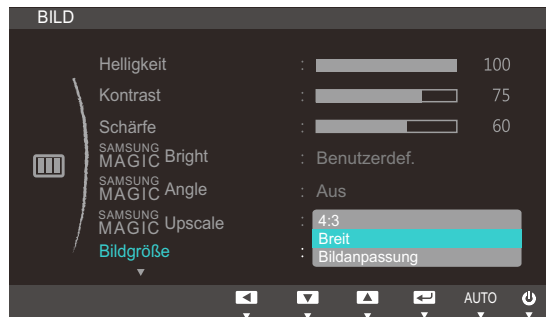 BILD
Helligkeit : 100
Kontrast : 75
Schärfe : 60
SAMSUNG MAGIC Bright : Benutzerdef.
SAMSUNG MAGIC Angle : Aus
SAMSUNG MAGIC Upscale : 4:3
Breit
Bildgröße : Bildanpassung
AUTO